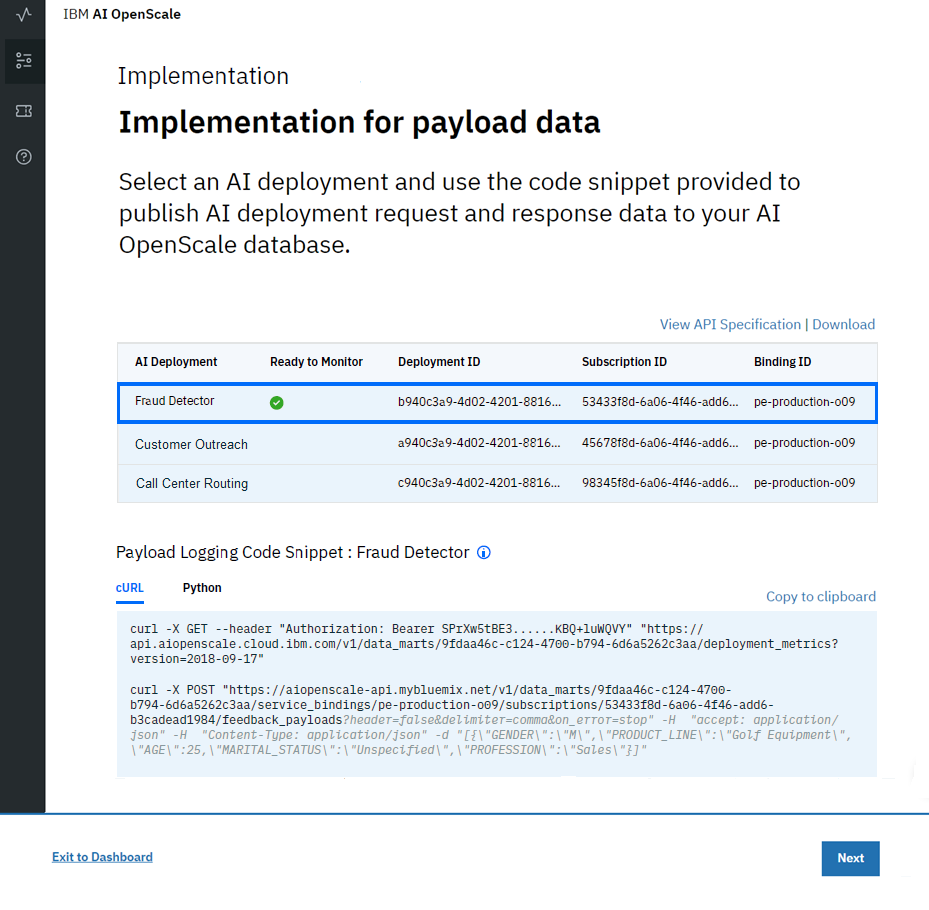 IBM AI OpenScale
Implementation
Implementation for payload data
Select an AI deployment and use the code snippet provided to
publish AI deployment request and response data to your AI
OpenScale database.
View API Specification | Download
AI Deployment Ready to Monitor Deployment ID Subscription ID Binding ID
Fraud Detector b940c3a9-4d02-4201-8816... 53433f8d-6a06-4f46-add6... pe-production-o09
Customer Outreach a940c3a9-4d02-4201-8816... 45678f8d-6a06-4f46-add6... pe-production-o09
Call Center Routing c940c3a9-4d02-4201-8816... 98345f8d-6a06-4f46-add6... pe-production-o09
Payload Logging Code Snippet : Fraud Detector
cURL Python
Copy to clipboard
curl -X GET --header "Authorization: Bearer SPrXw5tBE3......KBQ+luWQVY" "https://
api.aiopenscale.cloud.ibm.com/v1/data_marts/9fdaa46c-c124-4700-b794-6d6a5262c3aa/deployment_metrics?
version=2018-09-17"
curl -X POST "https://aiopenscale-api.mybluemix.net/v1/data_marts/9fdaa46c-c124-4700-
b794-6d6a5262c3aa/service_bindings/pe-production-o09/subscriptions/53433f8d-6a06-4f46-add6-
b3cadead1984/feedback_payloads?header=false&delimiter=comma&on_error=stop" -H  "accept: application/
json" -H  "Content-Type: application/json" -d "[{\"GENDER\":\"M\",\"PRODUCT_LINE\":\"Golf Equipment\",
\"AGE\":25,\"MARITAL_STATUS\":\"Unspecified\",\"PROFESSION\":\"Sales\"}]"
Exit to Dashboard
Next